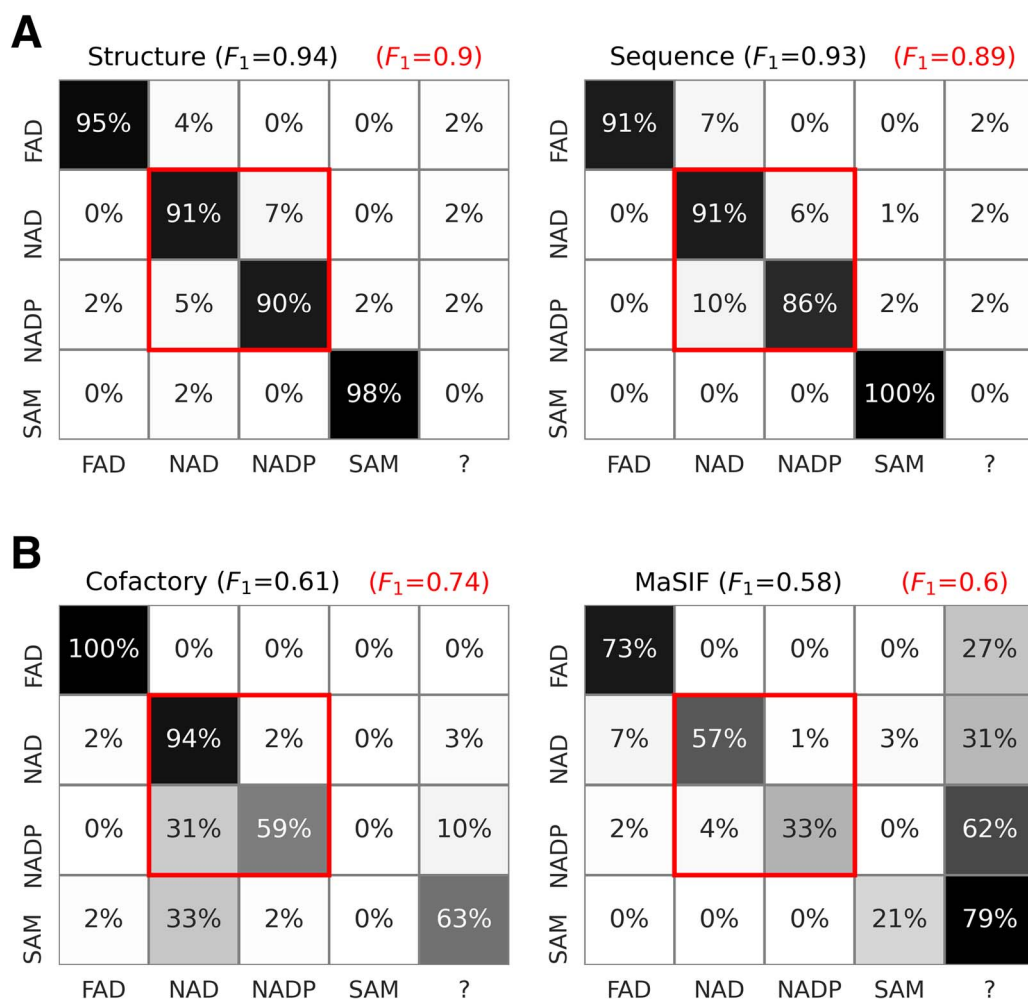 A
Structure (F1=0.94) (F1=0.9) Sequence (F1=0.93) (F1=0.89)
FAD 95% 4% 0% 0% 2% FAD 91% 7% 0% 0% 2%
NAD 0% 91% 7% 0% 2% NAD 0% 91% 6% 1% 2%
NADP 2% 5% 90% 2% 2% NADP 0% 10% 86% 2% 2%
SAM 0% 2% 0% 98% 0% SAM 0% 0% 0% 100% 0%
FAD NAD NADP SAM ? FAD NAD NADP SAM ?
B
Cofactory (F1=0.61) (F1=0.74) MaSIF (F1=0.58) (F1=0.6)
FAD 100% 0% 0% 0% 0% FAD 73% 0% 0% 0% 27%
NAD 2% 94% 2% 0% 3% NAD 7% 57% 1% 3% 31%
NADP 0% 31% 59% 0% 10% NADP 2% 4% 33% 0% 62%
SAM 2% 33% 2% 0% 63% SAM 0% 0% 0% 21% 79%
FAD NAD NADP SAM ? FAD NAD NADP SAM ?